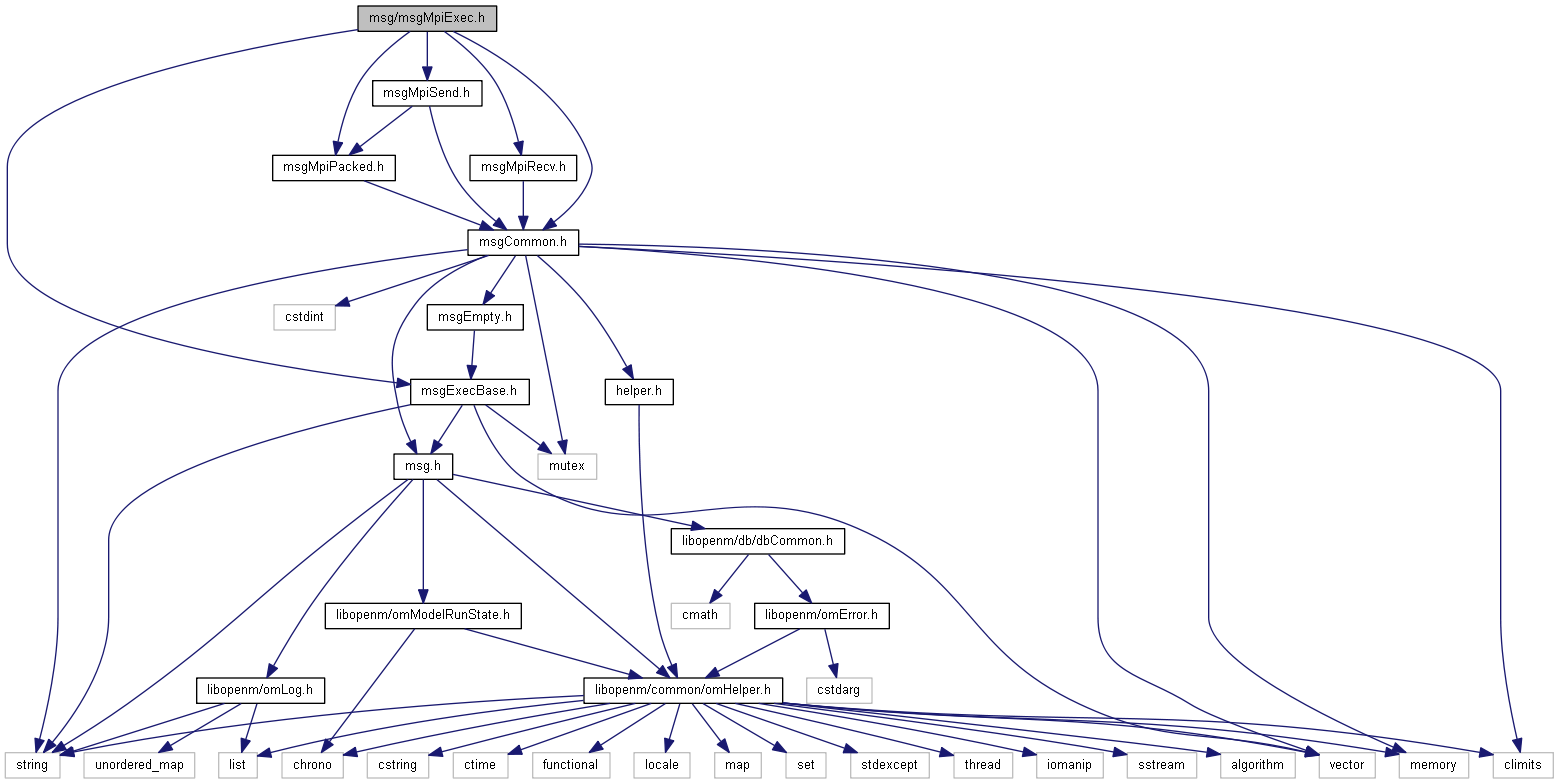 msg/msgMpiExec.h
msgMpiSend.h
msgMpiPacked.h
msgMpiRecv.h
msgCommon.h
cstdint
msgEmpty.h
msgExecBase.h
helper.h
msg.h
mutex
libopenm/db/dbCommon.h
cmath
libopenm/omModelRunState.h
libopenm/omError.h
libopenm/omLog.h
libopenm/common/omHelper.h
cstdarg
string
unordered_map
list
chrono
cstring
ctime
functional
locale
map
set
stdexcept
thread
iomanip
sstream
algorithm
vector
memory
climits